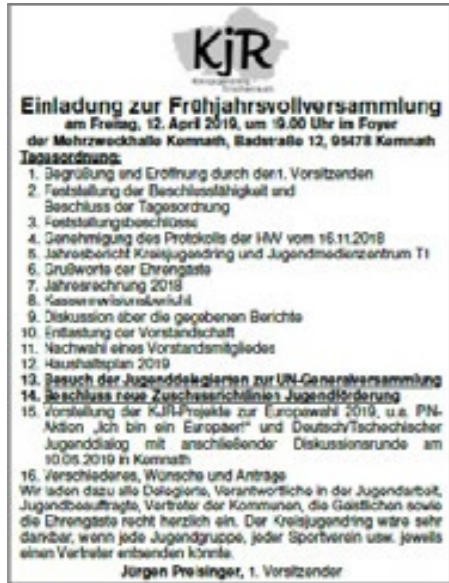 KJR
Kreisjugendring
Tirschenreuth
Einladung zur Frühjahrsvollversammlung
am Freitag, 12. April 2019, um 19.00 Uhr im Foyer
der Mehrzweckhalle Kemnath, Badstraße 12, 95478 Kemnath
Tagesordnung:
1. Begrüßung und Eröffnung durch den 1. Vorsitzenden
2. Feststellung der Beschlussfähigkeit und
Beschluss der Tagesordnung
3. Feststellungsbeschlüsse
4. Genehmigung des Protokolls der HVV vom 16.11.2018
5. Jahresbericht Kreisjugendring und Jugendmedienzentrum T1
6. Grußworte der Ehrengäste
7. Jahresrechnung 2018
8. Kassenrevisionsbericht
9. Diskussion über die gegebenen Berichte
10. Entlastung der Vorstandschaft
11. Nachwahl eines Vorstandsmitgliedes
12. Haushaltsplan 2019
13. Besuch der Jugenddelegierten zur UN-Generalversammlung
14. Beschluss neue Zuschussrichtlinien Jugendförderung
15. Vorstellung der KJR-Projekte zur Europawahl 2019, u.a. PN-
Aktion „Ich bin ein Europäer!" und Deutsch/Tschechischer
Jugenddialog mit anschließender Diskussionsrunde am
10.05.2019 in Kemnath
16. Verschiedenes, Wünsche und Anträge
Wir laden dazu alle Delegierte, Verantwortliche in der Jugendarbeit,
Jugendbeauftragte, Vertreter der Kommunen, die Geistlichen sowie
die Ehrengäste recht herzlich ein. Der Kreisjugendring wäre sehr
dankbar, wenn jede Jugendgruppe, jeder Sportverein usw. jeweils
einen Vertreter entsenden könnte.
Jürgen Preisinger, 1. Vorsitzender